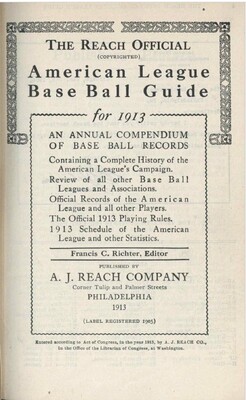 THE REACH OFFICIAL
(COPYRIGHTED)
American League
Base Ball Guide
for 1913
AN ANNUAL COMPENDIUM
OF BASE BALL RECORDS
Containing a Complete History of the
American League's Campaign.
Review of all other Base Ball
Leagues and Associations.
Official Records of the American
League and all other Players.
The Official 1913 Playing Rules.
1913 Schedule of the American
League and other Statistics.
Francis C. Richter, Editor
PUBLISHED BY
A. J. REACH COMPANY
Corner Tulip and Palmer Streets
PHILADELPHIA
1913
(LABEL REGISTERED 1905)
Entered according to Act of Congress, in the year 1913, by A. J. REACH CO.,
In the Office of the Librarian of Congress, at Washington.